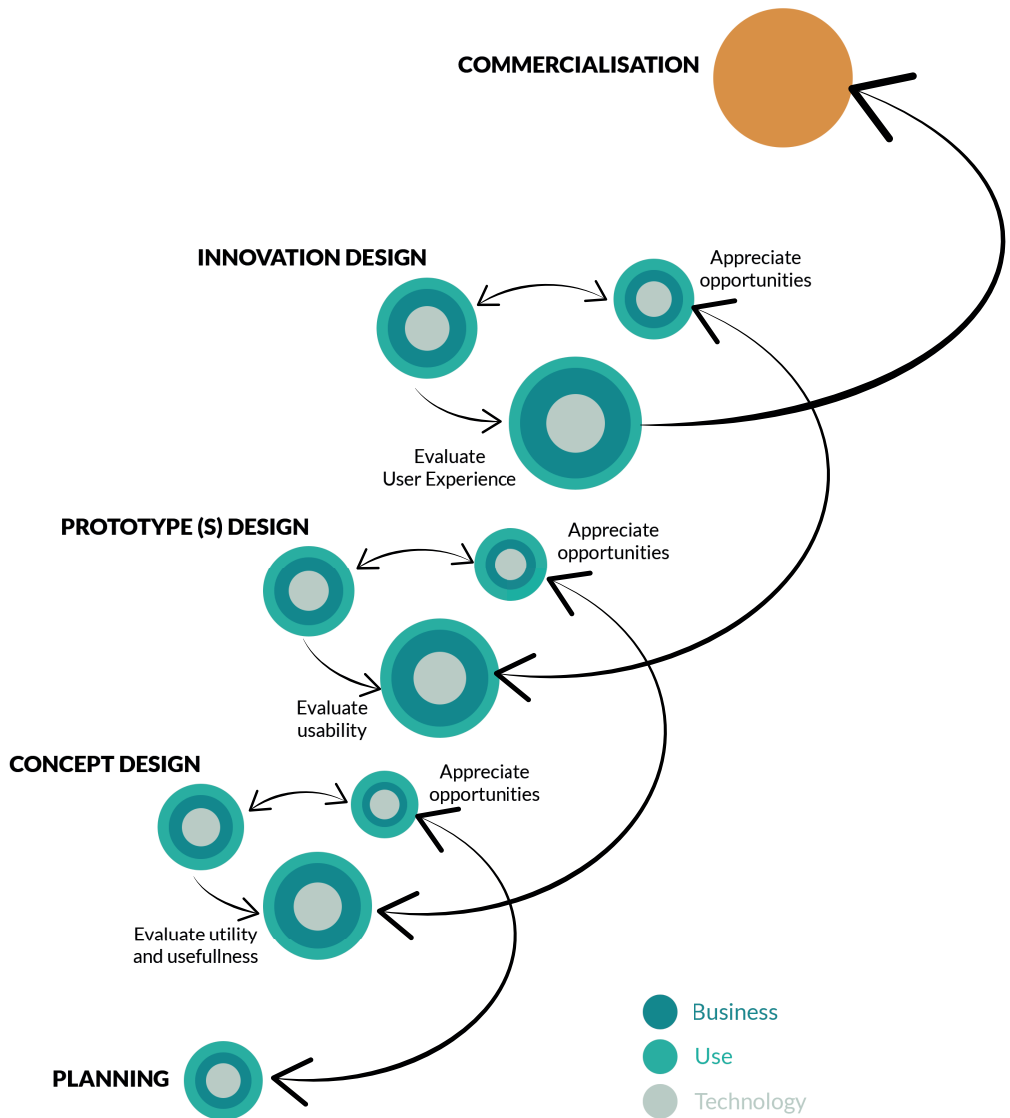 COMMERCIALISATION
INNOVATION DESIGN
Appreciate
opportunities
Evaluate
User Experience
PROTOTYPE (S) DESIGN
Appreciate
opportunities
Evaluate
usability
CONCEPT DESIGN
Appreciate
opportunities
Evaluate utility
and usefullness
PLANNING
Business
Use
Technology